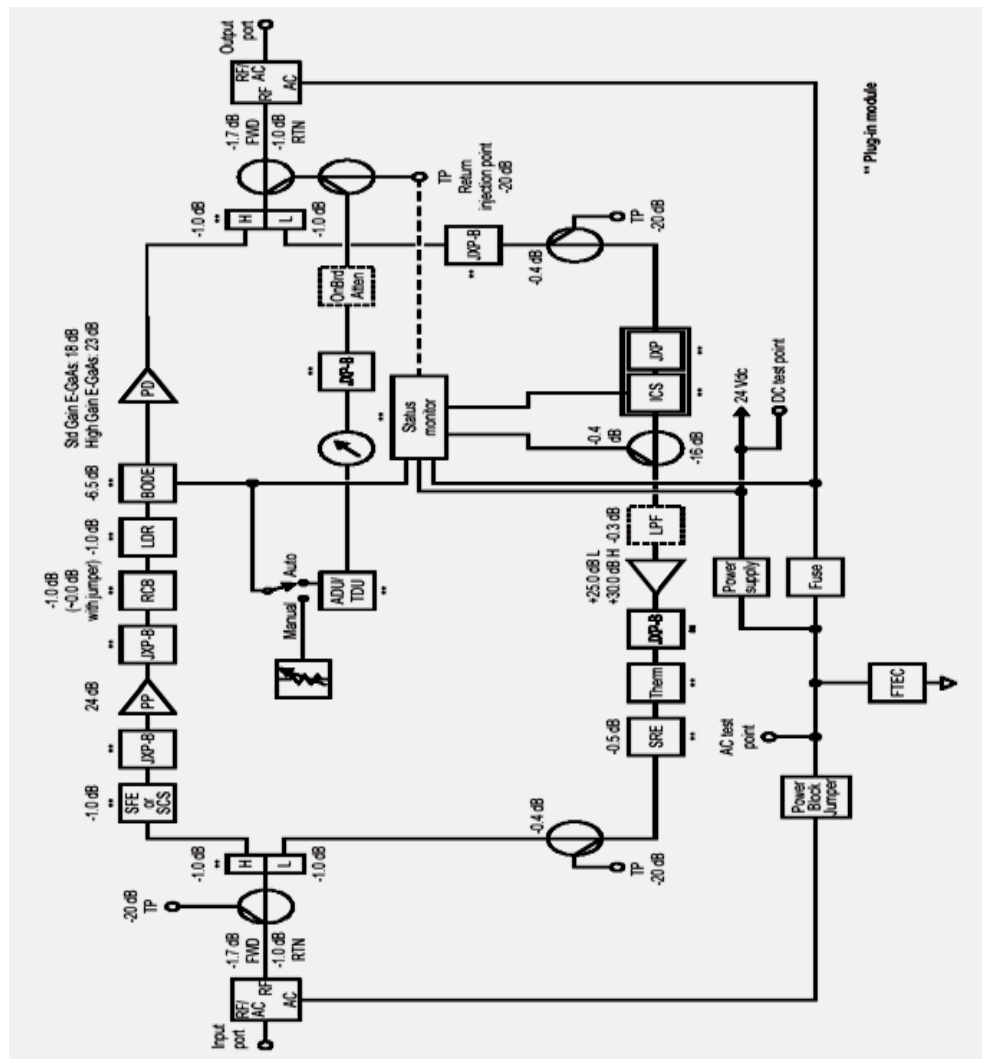 Input
port
RF/
AC
RF
AC
-1.7 dB
FWD
-1.0 dB
RTN
-20 dB
TP
-1.0 dB
**
H
L
-1.0 dB
-1.0 dB
**
SFE
or
SCS
**
JXP-B
24 dB
PP
**
JXP-B
-1.0 dB
(~0.0 dB
with jumper)
**
RCB
-1.0 dB
**
LDR
-6.5 dB
**
BODE
Std Gain E-GaAs: 18 dB
High Gain E-GaAs: 23 dB
PD
-1.0 dB
**
H
L
-1.0 dB
-1.7 dB
FWD
-1.0 dB
RTN
RF/
AC
RF
AC
Output
port
Manual
Auto
ADU/
TDU
**
**
JXP-B
OnBrd
Atten
TP
Return
injection point
-20 dB
**
Status
monitor
**
JXP-B
-0.4 dB
TP
-20 dB
-0.4 dB
TP
-20 dB
-0.5 dB
SRE
**
Therm
**
JXP-B
**
+25.0 dB L
+30.0 dB H
-0.3 dB
LPF
-0.4
dB
-16 dB
ICS
**
JXP
**
AC test
point
Power
Block
Jumper
FTEC
Power
supply
Fuse
24 Vdc
DC test point
** Plug-in module